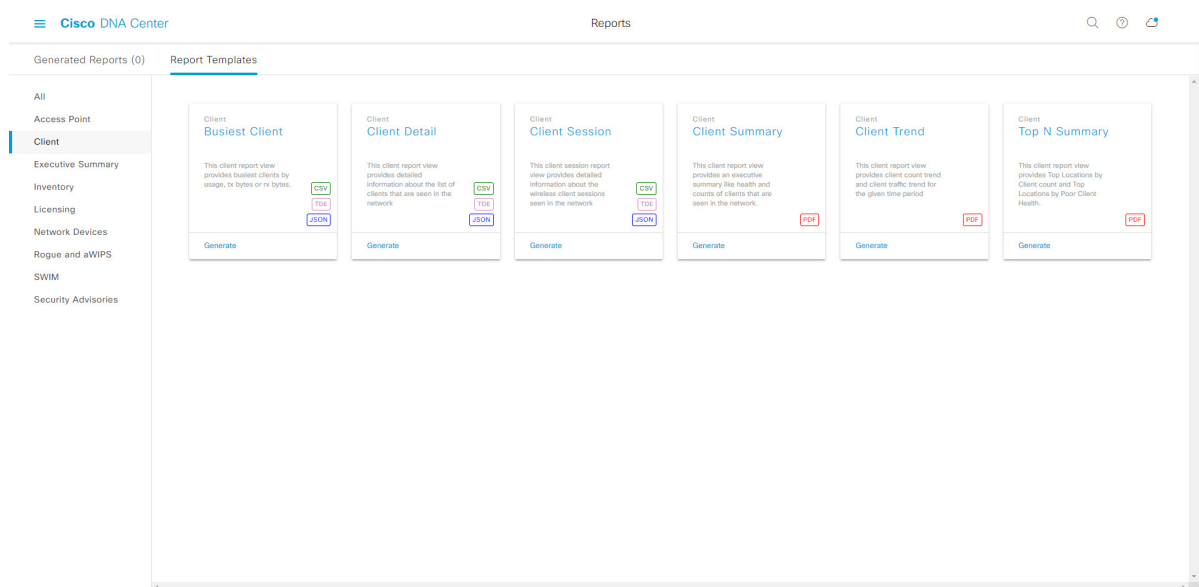 Cisco DNA Center
Reports
Generated Reports (0)
Report Templates
All
Access Point
Client
Executive Summary
Inventory
Licensing
Network Devices
Rogue and aWIPS
SWIM
Security Advisories
Client
Busiest Client
This client report view
provides busiest clients by
usage, tx bytes or rx bytes.
CSV
TDE
JSON
Generate
Client
Client Detail
This client report view
provides detailed
information about the list of
clients that are seen in the
network
CSV
TDE
JSON
Generate
Client
Client Session
This client session report
view provides detailed
information about the
wireless client sessions
seen in the network
CSV
TDE
JSON
Generate
Client
Client Summary
This client report view
provides an executive
summary like health and
counts of clients that are
seen in the network.
PDF
Generate
Client
Client Trend
This client report view
provides client count trend
and client traffic trend for
the given time period
PDF
Generate
Client
Top N Summary
This client report view
provides Top Locations by
Client count and Top
Locations by Poor Client
Health.
PDF
Generate